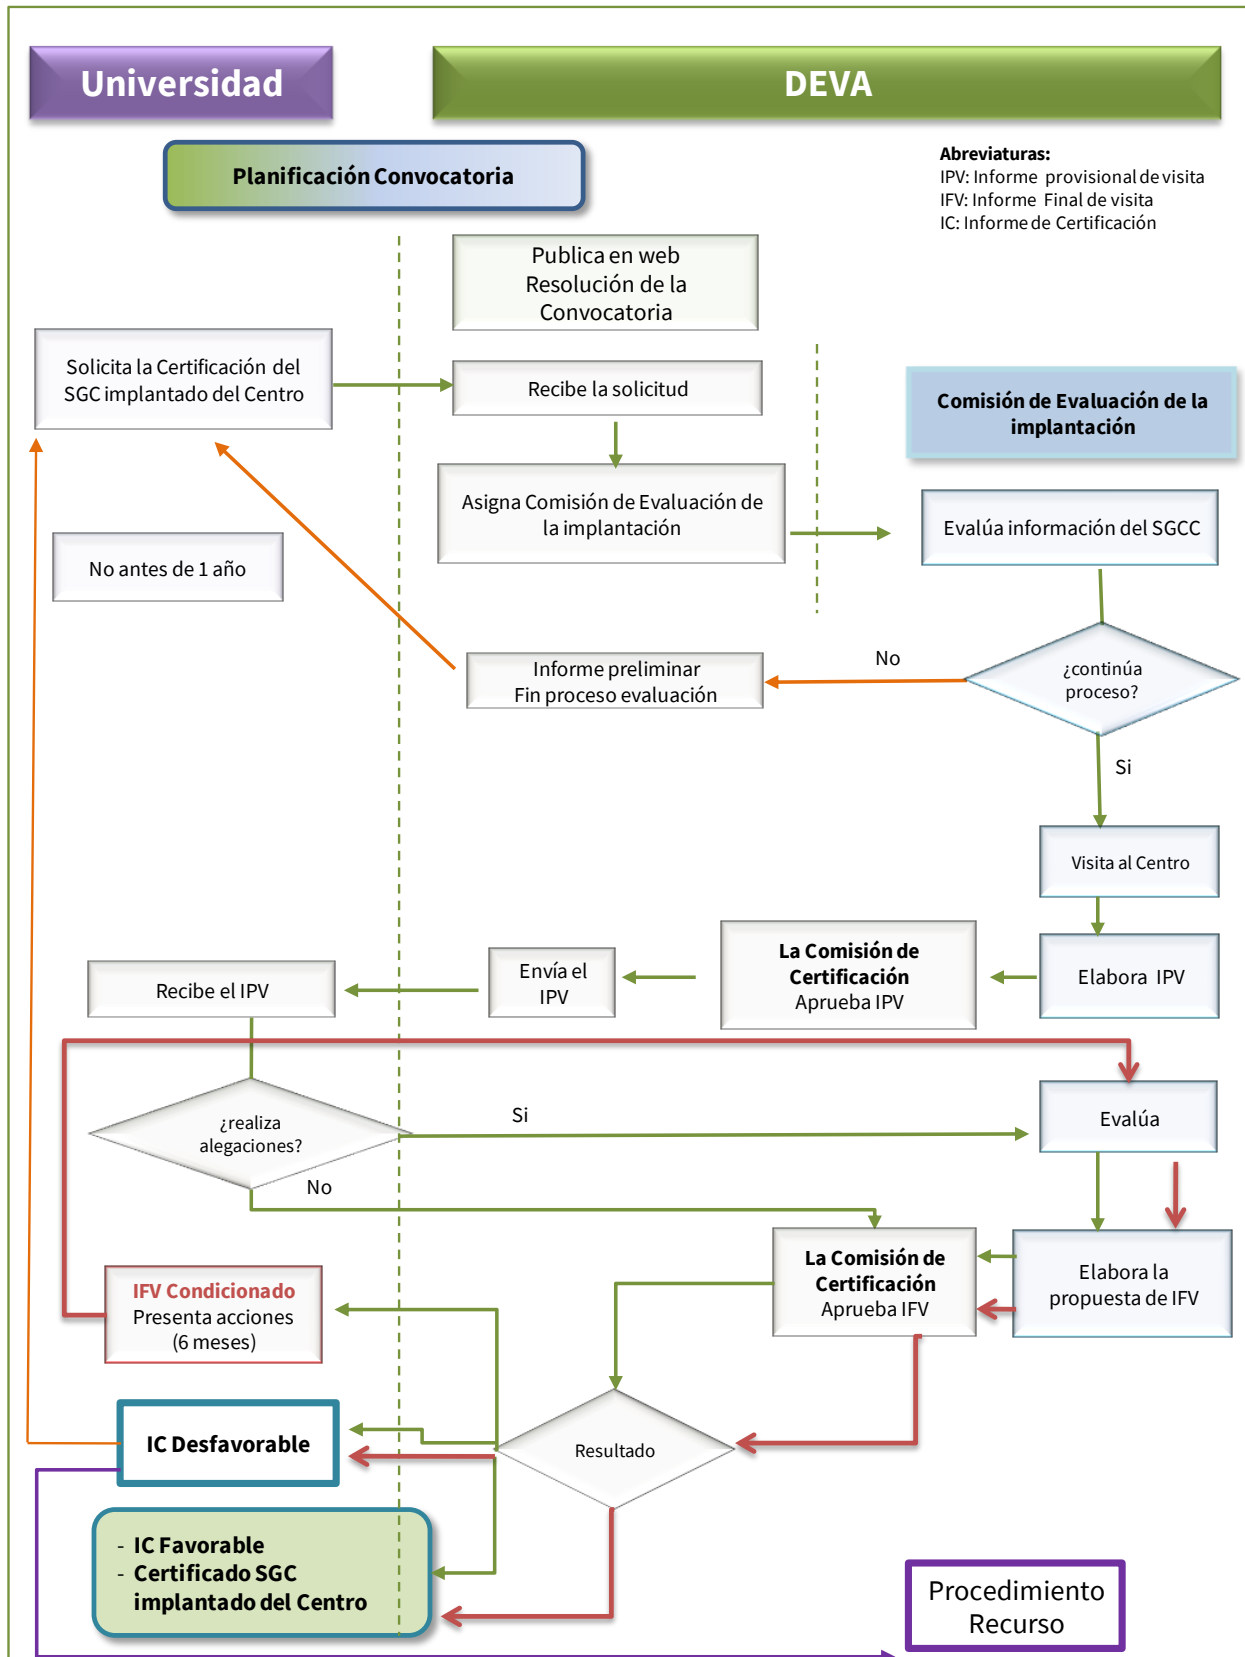 Universidad
DEVA
Planificación Convocatoria
Abreviaturas:
IPV: Informe provisional de visita
IFV: Informe Final de visita
IC: Informe de Certificación
Publica en web
Resolución de la
Convocatoria
Solicita la Certificación del
SGC implantado del Centro
Recibe la solicitud
Comisión de Evaluación de la
implantación
Asigna Comisión de Evaluación de
la implantación
Evalúa información del SGCC
No antes de 1 año
Informe preliminar
Fin proceso evaluación
No
¿continúa
proceso?
Si
Visita al Centro
La Comisión de
Certificación
Aprueba IPV
Envía el
IPV
Recibe el IPV
Elabora IPV
¿realiza
alegaciones?
Si
Evalúa
No
La Comisión de
Certificación
Aprueba IFV
Elabora la
propuesta de IFV
IFV Condicionado
Presenta acciones
(6 meses)
IC Desfavorable
Resultado
- IC Favorable
- Certificado SGC
implantado del Centro
Procedimiento
Recurso